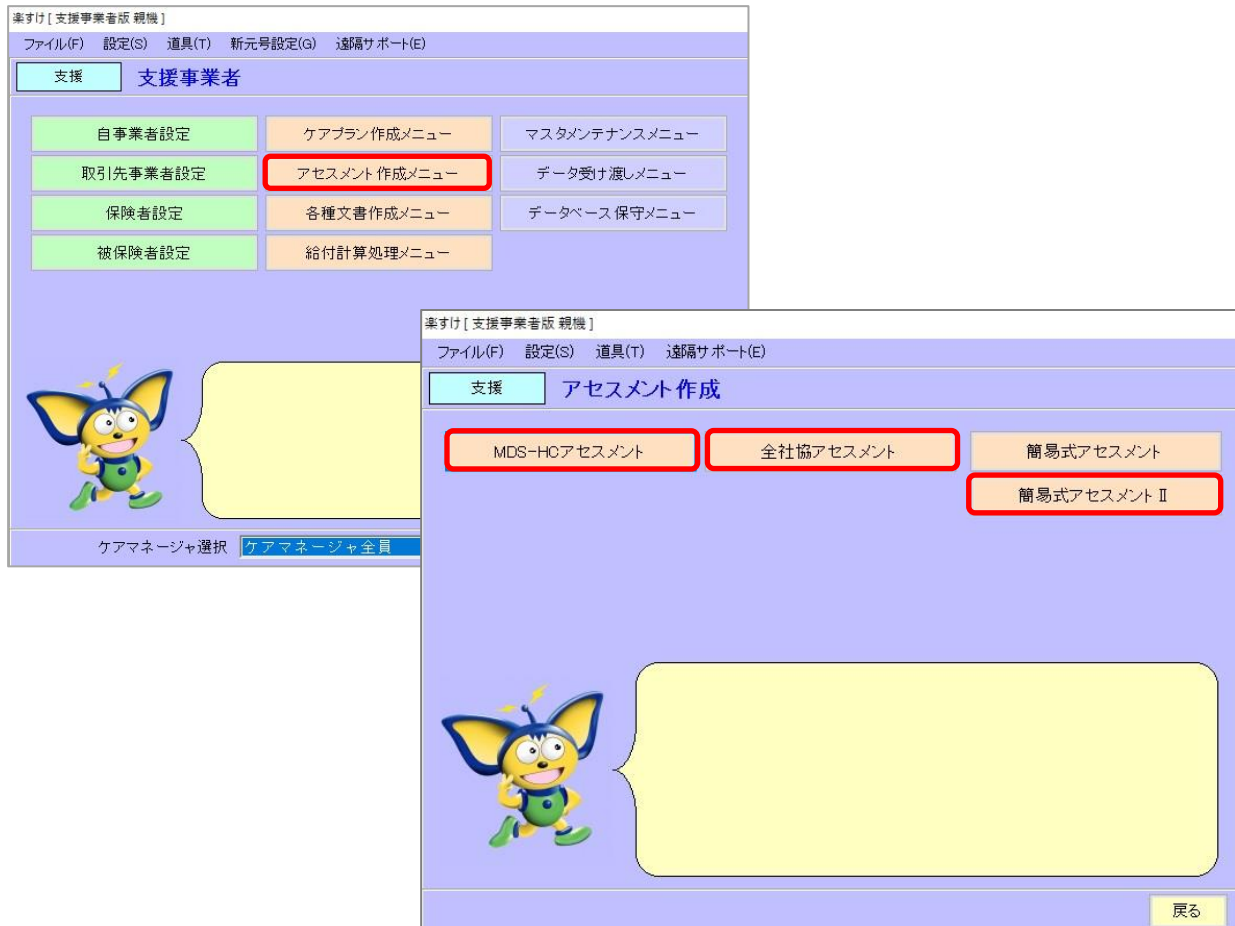 楽すけ [ 支援事業者版 親機 ]
ファイル(F) 設定(S) 道具(T) 新元号設定(G) 遠隔サポート(E)
支援 支援事業者
自事業者設定 ケアプラン作成メニュー マスタメンテナンスメニュー
取引先事業者設定 アセスメント作成メニュー データ受け渡しメニュー
保険者設定 各種文書作成メニュー データベース保守メニュー
被保険者設定 給付計算処理メニュー
ケアマネージャ選択 ケアマネージャ全員
楽すけ [ 支援事業者版 親機 ]
ファイル(F) 設定(S) 道具(T) 遠隔サポート(E)
支援 アセスメント作成
MDS-HCアセスメント 全社協アセスメント 簡易式アセスメント
簡易式アセスメントⅡ
戻る